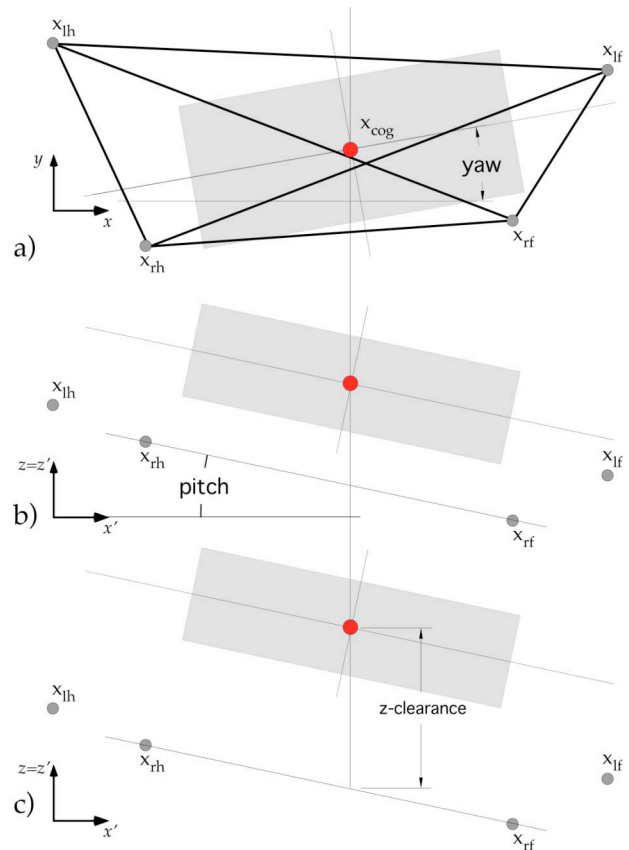 x_lh
x_lf
x_cog
yaw
y
x
a)
x_rh
x_rf
x_lh
x_rh
x_lf
z=z'
pitch
b)
x'
x_rf
x_lh
z-clearance
x_rh
x_lf
z=z'
c)
x'
x_rf